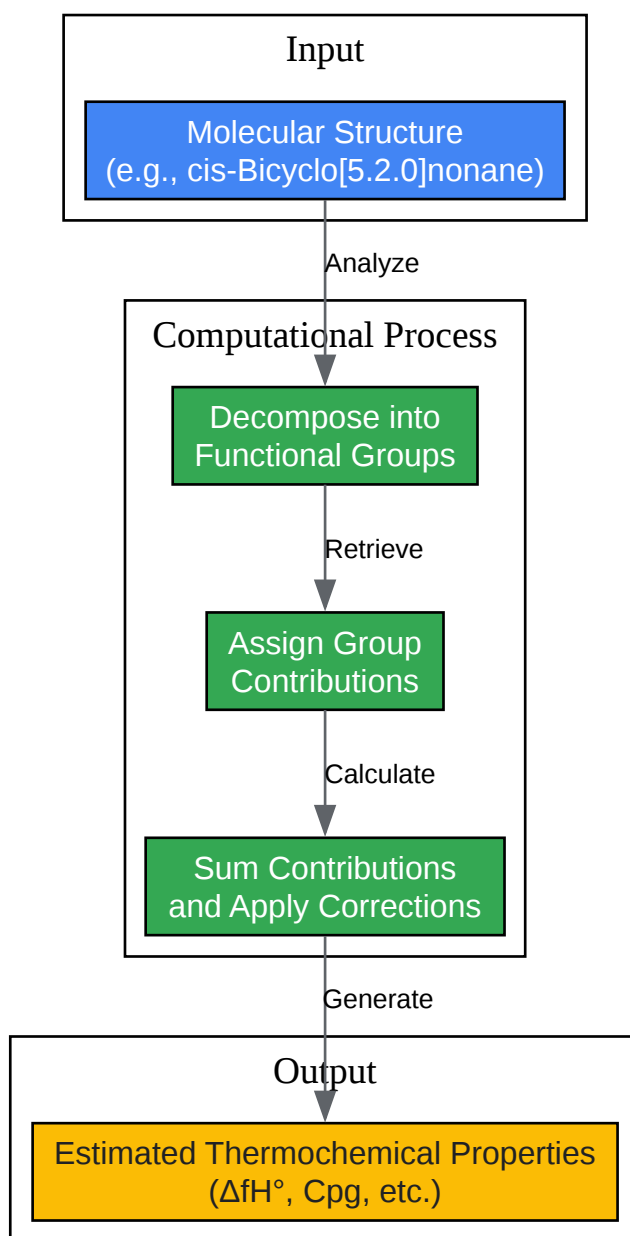 Input
Molecular Structure
(e.g., cis-Bicyclo[5.2.0]nonane)
Analyze
Computational Process
Decompose into
Functional Groups
Retrieve
Assign Group
Contributions
Calculate
Sum Contributions
and Apply Corrections
Generate
Output
Estimated Thermochemical Properties
(ΔfH°, Cpg, etc.)